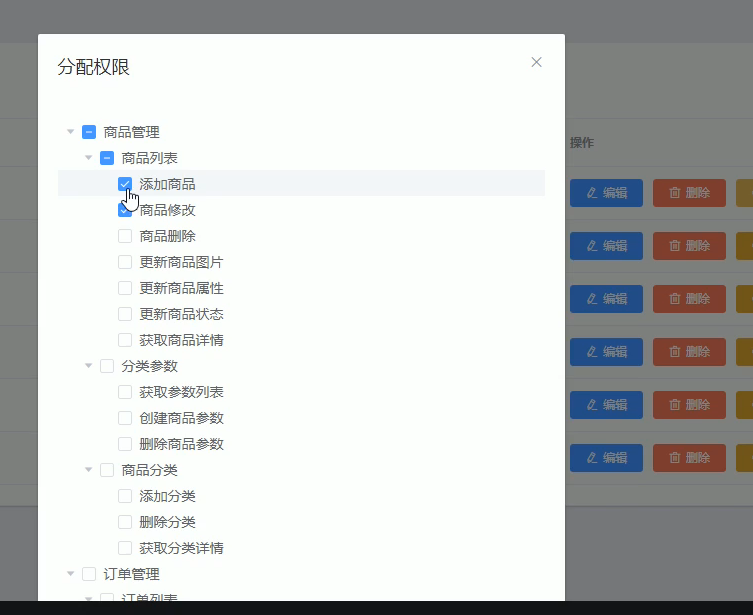 分配权限
商品管理
商品列表
操作
添加商品
编辑 删除
商品修改
商品删除
编辑 删除
更新商品图片
更新商品属性
编辑 删除
更新商品状态
获取商品详情
编辑 删除
分类参数
获取参数列表
编辑 删除
创建商品参数
删除商品参数
编辑 删除
商品分类
添加分类
删除分类
获取分类详情
订单管理
订单列表